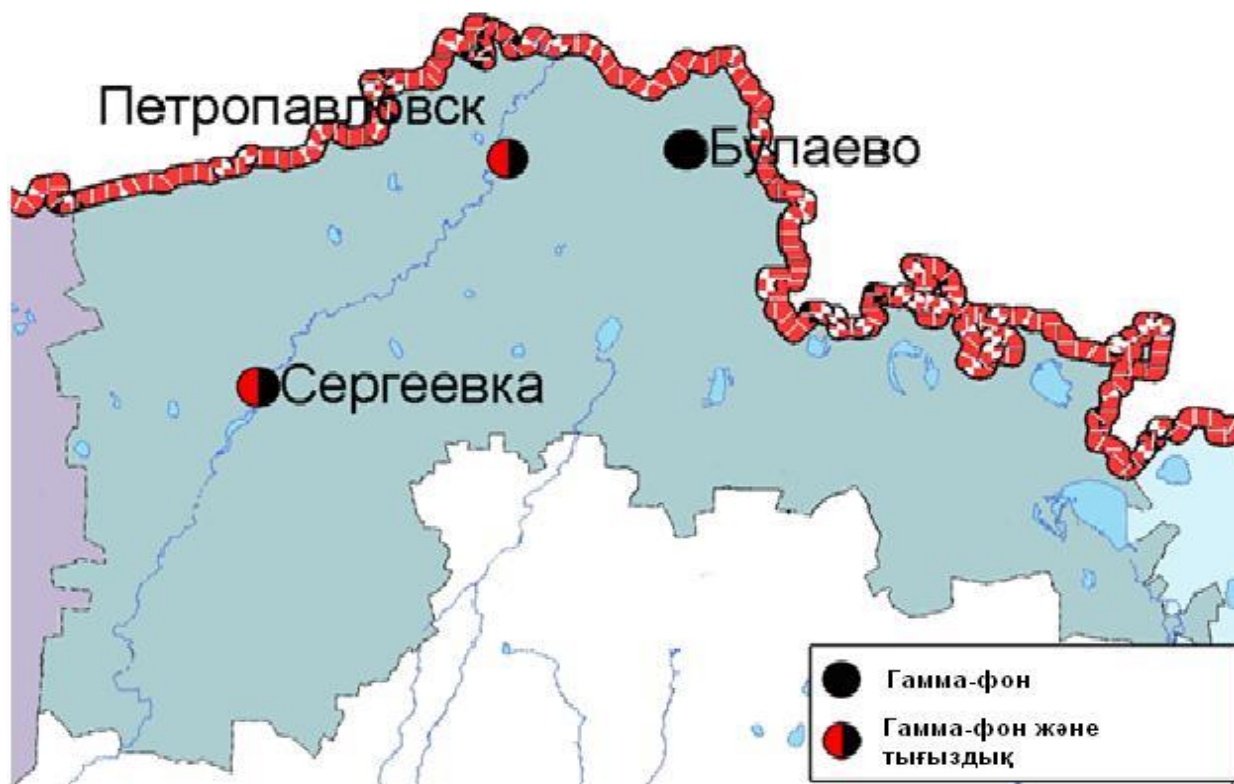 Петропавловск
Булаево
Сергеевка
Гамма-фон
Гамма-фон және
тығыздық